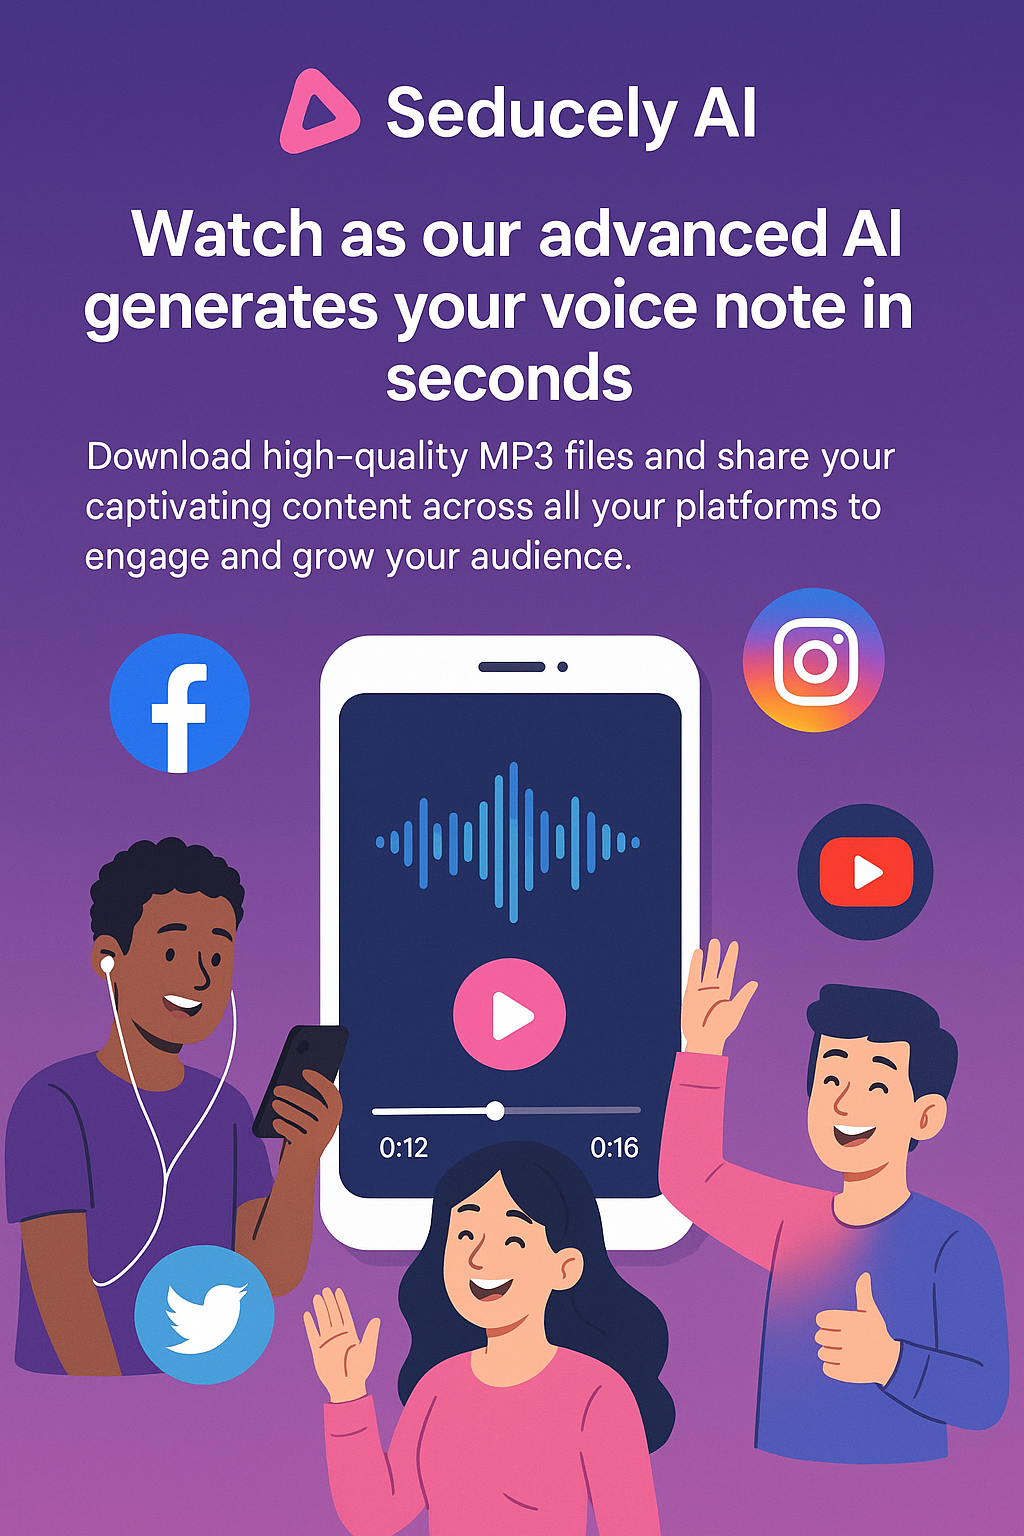 Seducely AI
Watch as our advanced AI
generates your voice note in
seconds
Download high-quality MP3 files and share your
captivating content across all your platforms to
engage and grow your audience.
0:12
0:16